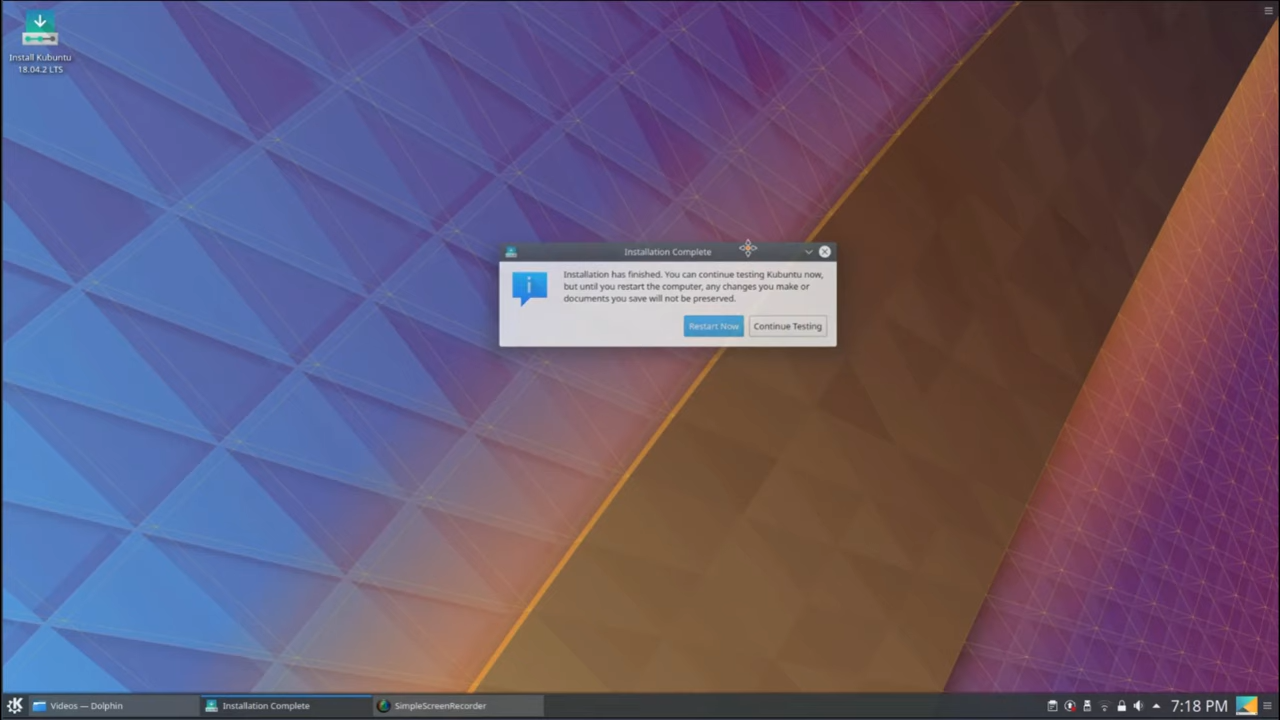 Install Kubuntu
18.04.2 LTS
Installation Complete
Installation has finished. You can continue testing Kubuntu now,
but until you restart the computer, any changes you make or
documents you save will not be preserved.
Restart Now
Continue Testing
Videos — Dolphin
Installation Complete
SimpleScreenRecorder
7:18 PM